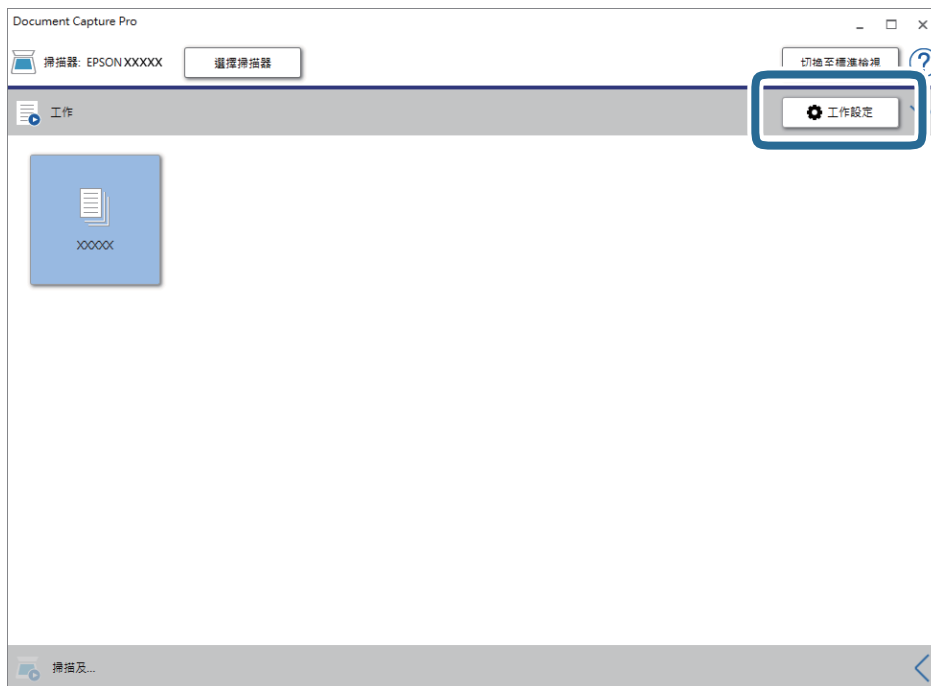 Document Capture Pro
掃描器: EPSON XXXXX
選擇掃描器
切換至標準檢視
?
工作
工作設定
XXXXX
掃描及...